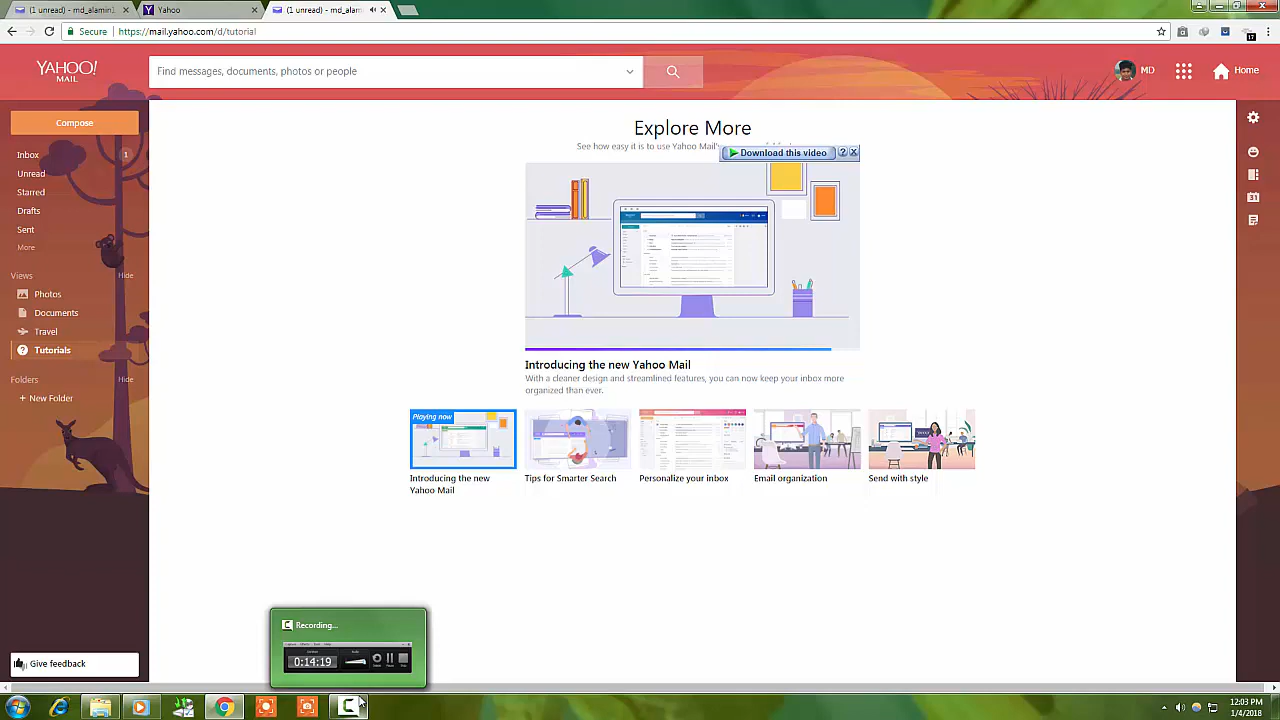 (1 unread) - md_alamin1
Yahoo
(1 unread) - md_alam
Secure
https://mail.yahoo.com/d/tutorial
17
YAHOO!
MAIL
Find messages, documents, photos or people
MD
Home
Compose
Inbox
1
Unread
Starred
Drafts
Sent
More
Views
Hide
Photos
Documents
Travel
Tutorials
Folders
Hide
+ New Folder
Give feedback
31
Explore More
See how easy it is to use Yahoo Mail's
Download this video
?
Introducing the new Yahoo Mail
With a cleaner design and streamlined features, you can now keep your inbox more
organized than ever.
Playing now
Introducing the new
Yahoo Mail
Tips for Smarter Search
Personalize your inbox
Email organization
Send with style
C Recording...
0:14:19
C
12:03 PM
1/4/2018